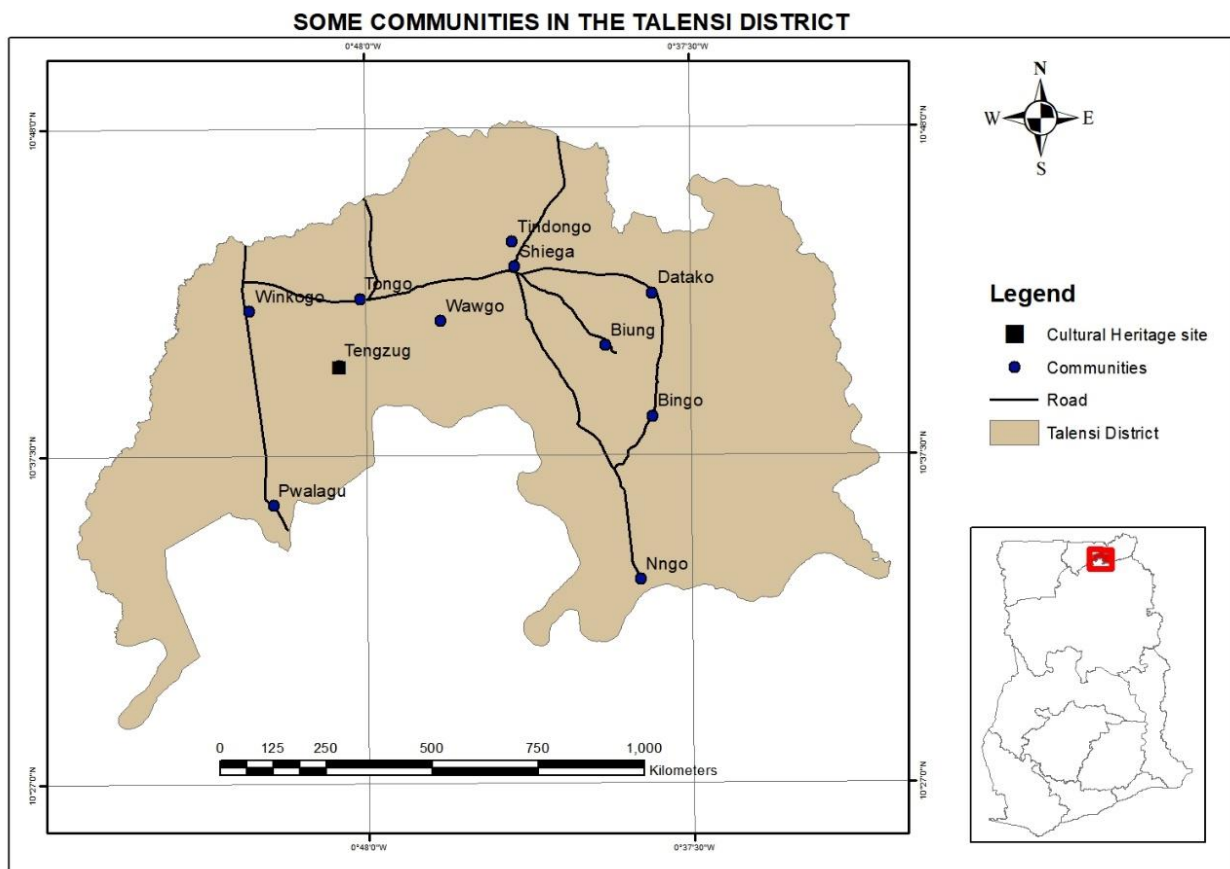 SOME COMMUNITIES IN THE TALENSI DISTRICT
0°48'0"W 0°37'30"W
10°48'0"N 10°48'0"N
N
W E
S
Tindongo
Shiega
Datako
Tongo
Winkogo
Wawgo
Biung
Tengzug
Bingo
10°37'30"N 10°37'30"N
Pwalagu
Nngo
Legend
Cultural Heritage site
Communities
Road
Talensi District
0 125 250 500 750 1,000
Kilometers
10°27'0"N 10°27'0"N
0°48'0"W 0°37'30"W